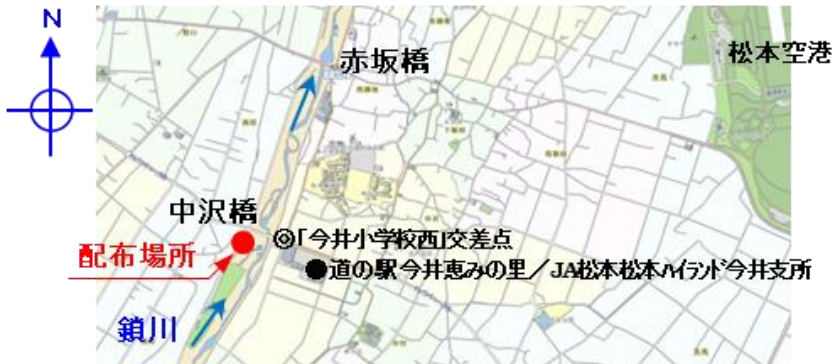 N
赤坂橋
松本空港
中沢橋
配布場所
◎「今井小学校西」交差点
●道の駅今井恵みの里／JA松本松本ハイランド今井支所
鎖川